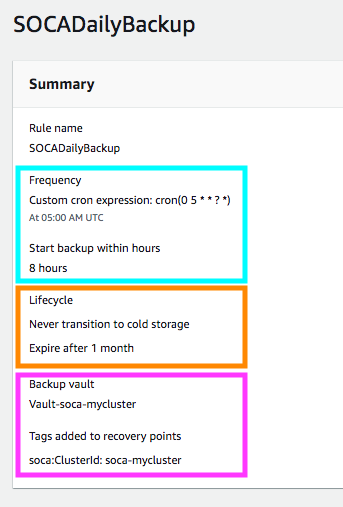 SOCADailyBackup
Summary
Rule name
SOCADailyBackup
Frequency
Custom cron expression: cron(0 5 * * ? *)
At 05:00 AM UTC
Start backup within hours
8 hours
Lifecycle
Never transition to cold storage
Expire after 1 month
Backup vault
Vault-soca-mycluster
Tags added to recovery points
soca:ClusterId: soca-mycluster